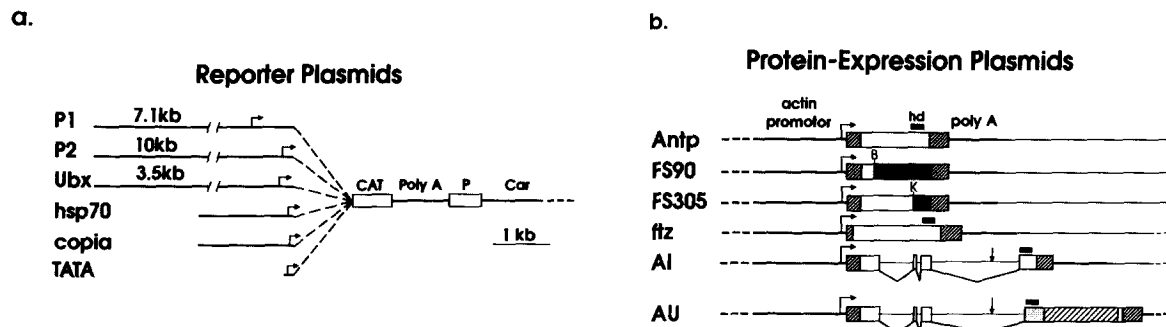 a.
Reporter Plasmids
P1 7.1kb
P2 10kb
Ubx 3.5kb
hsp70
copia
TATA
CAT Poly A P Car
1 kb
b.
Protein-Expression Plasmids
actin
promotor
hd
poly A
Antp
B
FS90
K
FS305
ftz
AI
AU